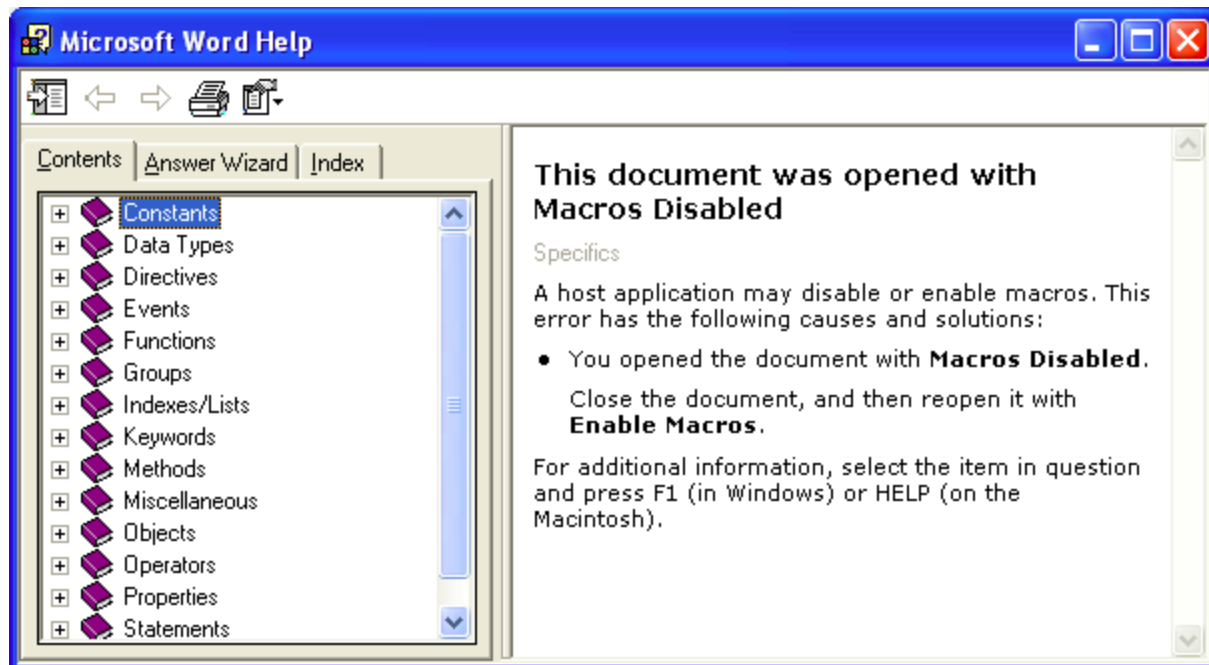 Microsoft Word Help
Contents
Answer Wizard
Index
Constants
Data Types
Directives
Events
Functions
Groups
Indexes/Lists
Keywords
Methods
Miscellaneous
Objects
Operators
Properties
Statements
This document was opened with
Macros Disabled
Specifics
A host application may disable or enable macros. This
error has the following causes and solutions:
• You opened the document with Macros Disabled.
Close the document, and then reopen it with
Enable Macros.
For additional information, select the item in question
and press F1 (in Windows) or HELP (on the
Macintosh).